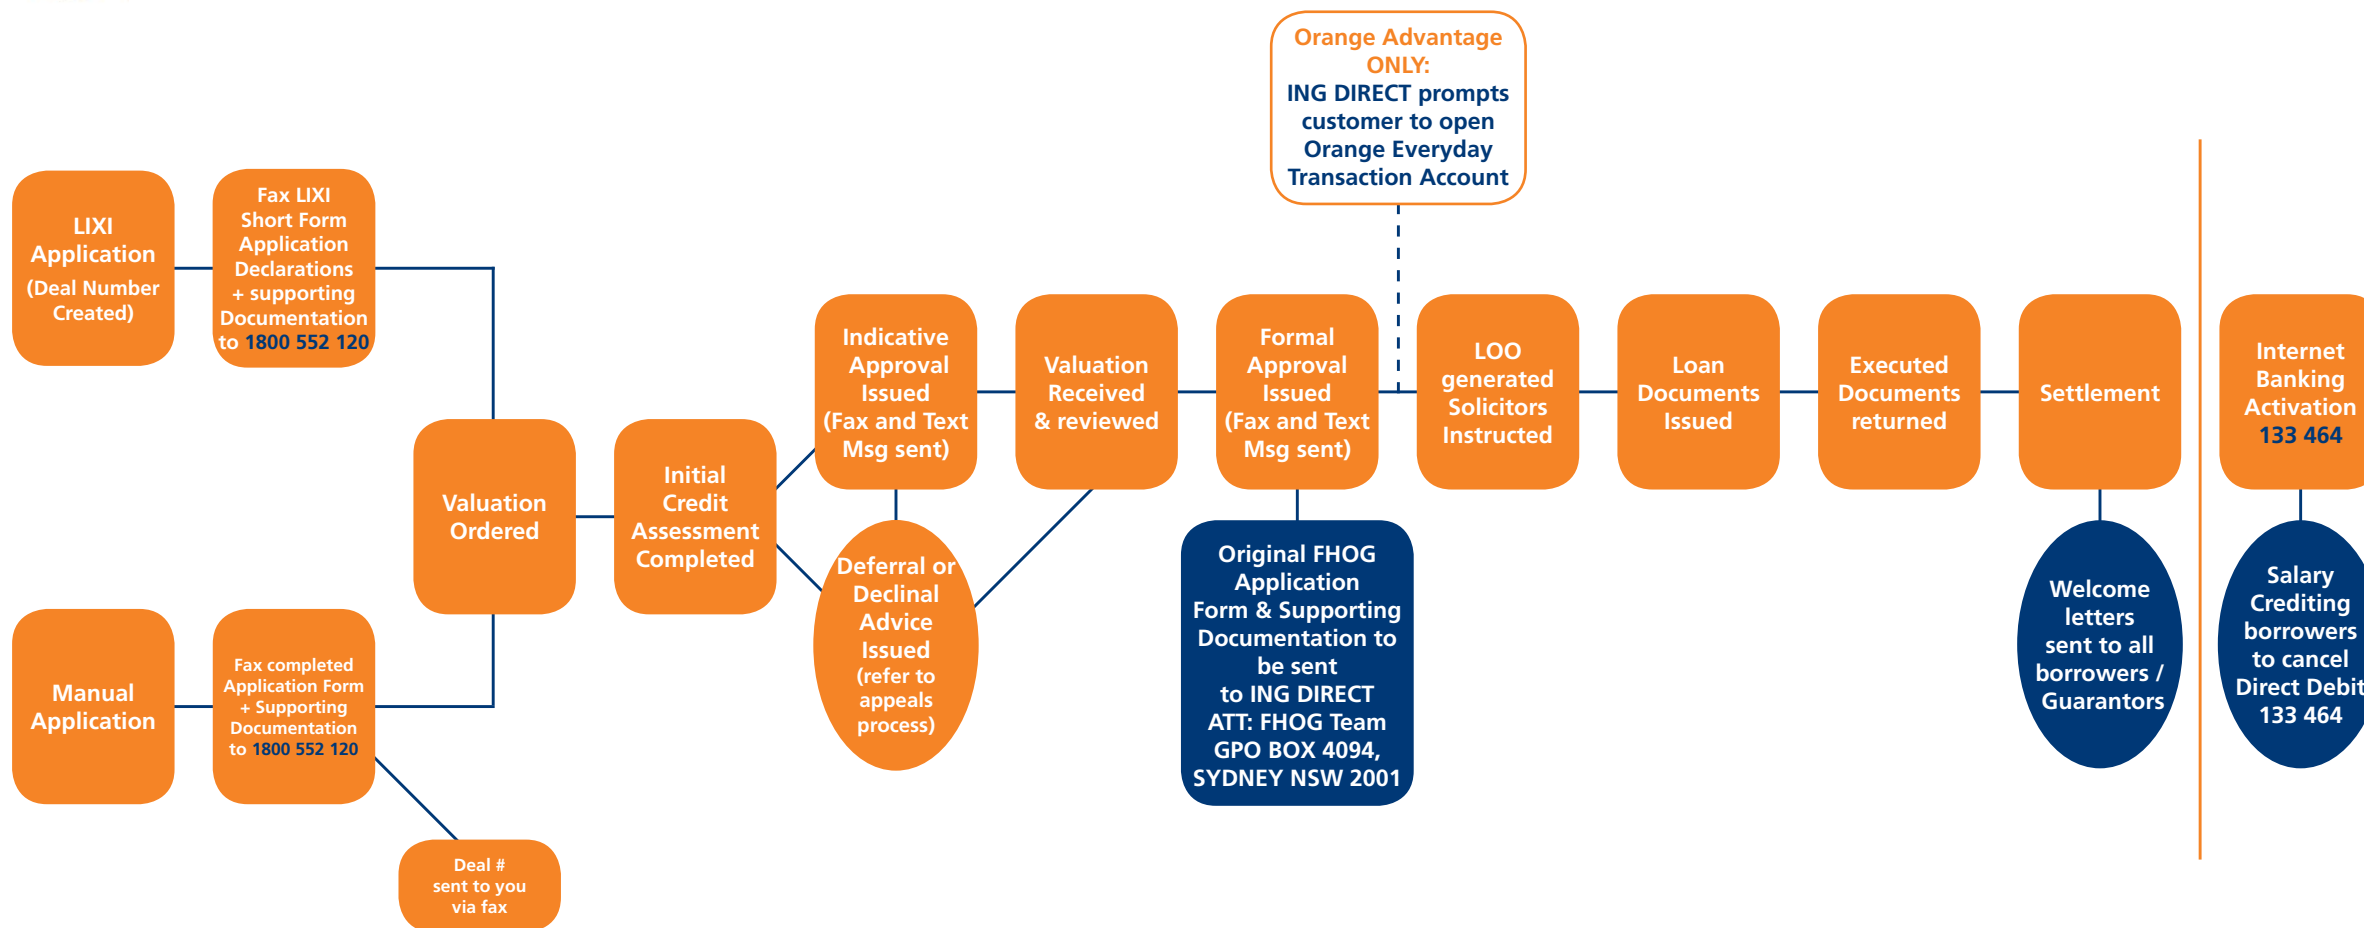 Orange Advantage
ONLY:
ING DIRECT prompts
customer to open
Orange Everyday
Transaction Account
LIXI
Application
(Deal Number
Created)
Fax LIXI
Short Form
Application
Declarations
+ supporting
Documentation
to 1800 552 120
Manual
Application
Fax completed
Application Form
+ Supporting
Documentation
to 1800 552 120
Deal #
sent to you
via fax
Valuation
Ordered
Initial
Credit
Assessment
Completed
Indicative
Approval
Issued
(Fax and Text
Msg sent)
Deferral or
Declinal
Advice
Issued
(refer to
appeals
process)
Valuation
Received
& reviewed
Formal
Approval
Issued
(Fax and Text
Msg sent)
Original FHOG
Application
Form & Supporting
Documentation to
be sent
to ING DIRECT
ATT: FHOG Team
GPO BOX 4094,
SYDNEY NSW 2001
LOO
generated
Solicitors
Instructed
Loan
Documents
Issued
Executed
Documents
returned
Settlement
Welcome
letters
sent to all
borrowers /
Guarantors
Internet
Banking
Activation
133 464
Salary
Crediting
borrowers
to cancel
Direct Debit
133 464